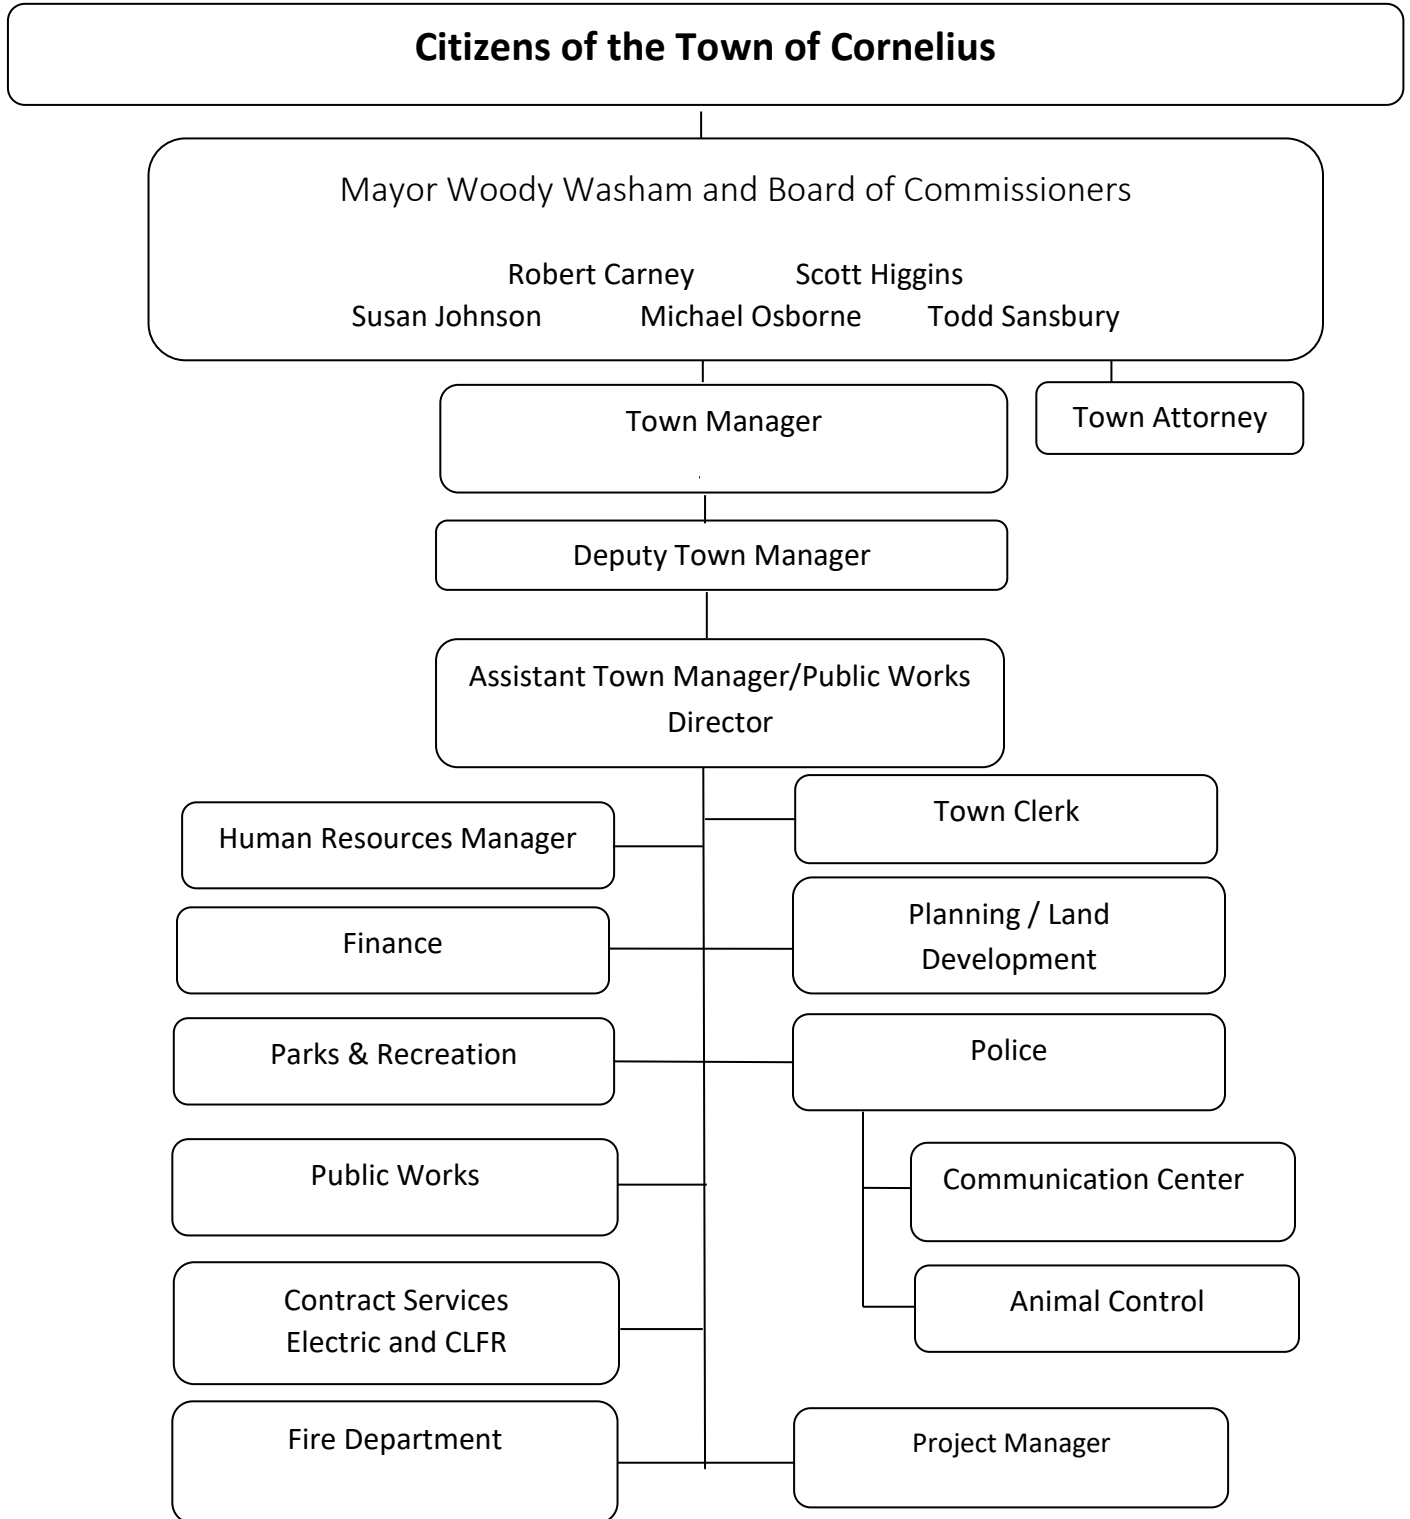 Citizens of the Town of Cornelius
Mayor Woody Washam and Board of Commissioners
Robert Carney Scott Higgins
Susan Johnson Michael Osborne Todd Sansbury
Town Manager
Town Attorney
.
Deputy Town Manager
Assistant Town Manager/Public Works
Director
Town Clerk
Human Resources Manager
Planning / Land
Development
Finance
Police
Parks & Recreation
Public Works
Communication Center
Contract Services
Electric and CLFR
Animal Control
Fire Department
Project Manager